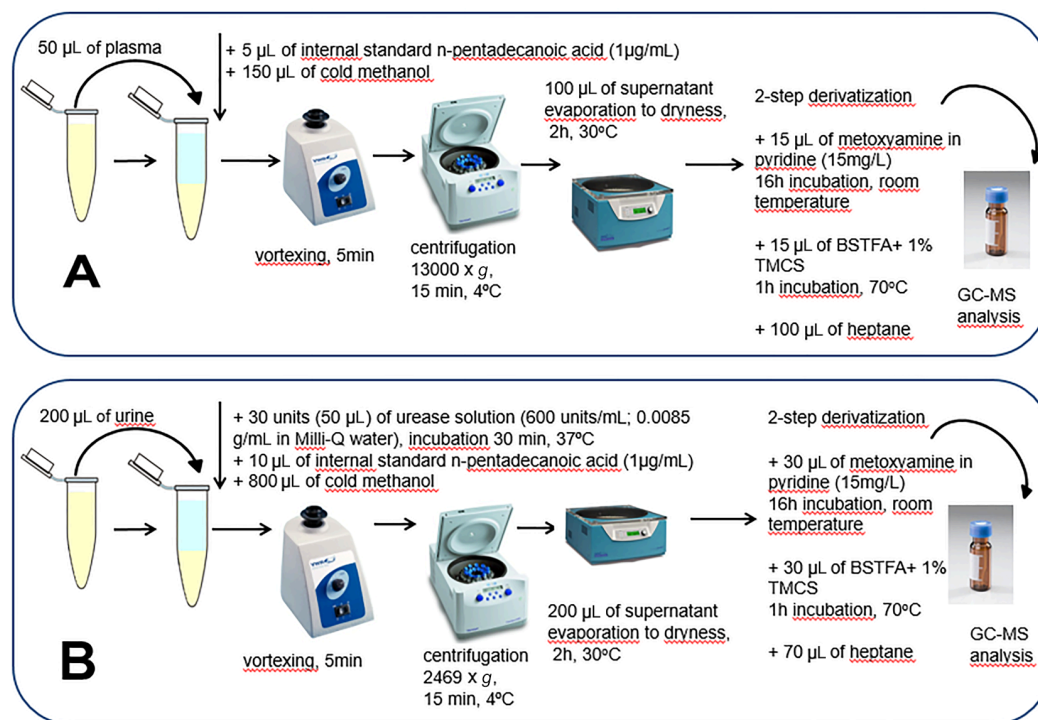 50 µL of plasma
+ 5 µL of internal standard n-pentadecanoic acid (1µg/mL)
+ 150 µL of cold methanol
vortexing, 5min
centrifugation
13000 x g,
15 min, 4ºC
100 µL of supernatant
evaporation to dryness,
2h, 30ºC
2-step derivatization
+ 15 µL of metoxyamine in
pyridine (15mg/L)
16h incubation, room
temperature
+ 15 µL of BSTFA+ 1%
TMCS
1h incubation, 70ºC
+ 100 µL of heptane
GC-MS
analysis
A
200 µL of urine
+ 30 units (50 µL) of urease solution (600 units/mL; 0.0085
g/mL in Milli-Q water), incubation 30 min, 37ºC
+ 10 µL of internal standard n-pentadecanoic acid (1µg/mL)
+ 800 µL of cold methanol
vortexing, 5min
centrifugation
2469 x g,
15 min, 4ºC
200 µL of supernatant
evaporation to dryness,
2h, 30ºC
2-step derivatization
+ 30 µL of metoxyamine in
pyridine (15mg/L)
16h incubation, room
temperature
+ 30 µL of BSTFA+ 1%
TMCS
1h incubation, 70ºC
+ 70 µL of heptane
GC-MS
analysis
B